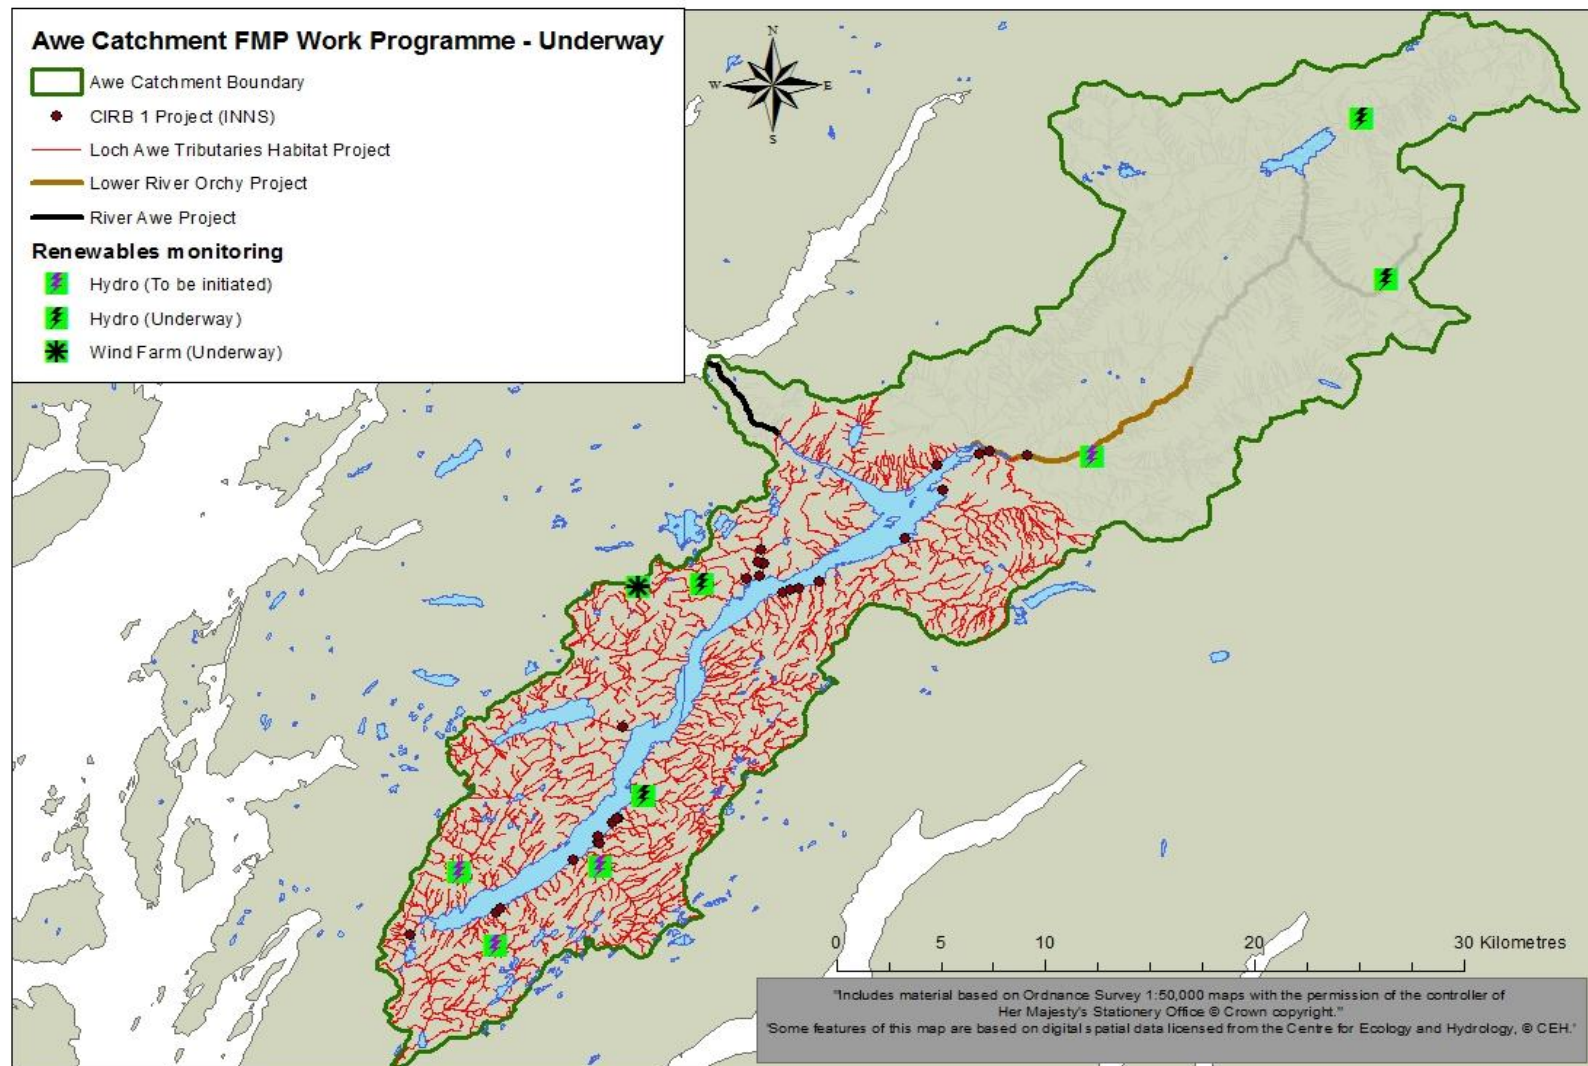 Awe Catchment FMP Work Programme - Underway
Awe Catchment Boundary
CIRB 1 Project (INNS)
Loch Awe Tributaries Habitat Project
Lower River Orchy Project
River Awe Project
Renewables monitoring
Hydro (To be initiated)
Hydro (Underway)
Wind Farm (Underway)
N
W
E
S
0 5 10 20 30 Kilometres
"Includes material based on Ordnance Survey 1:50,000 maps with the permission of the controller of
Her Majesty's Stationery Office © Crown copyright."
'Some features of this map are based on digital spatial data licensed from the Centre for Ecology and Hydrology, © CEH.'